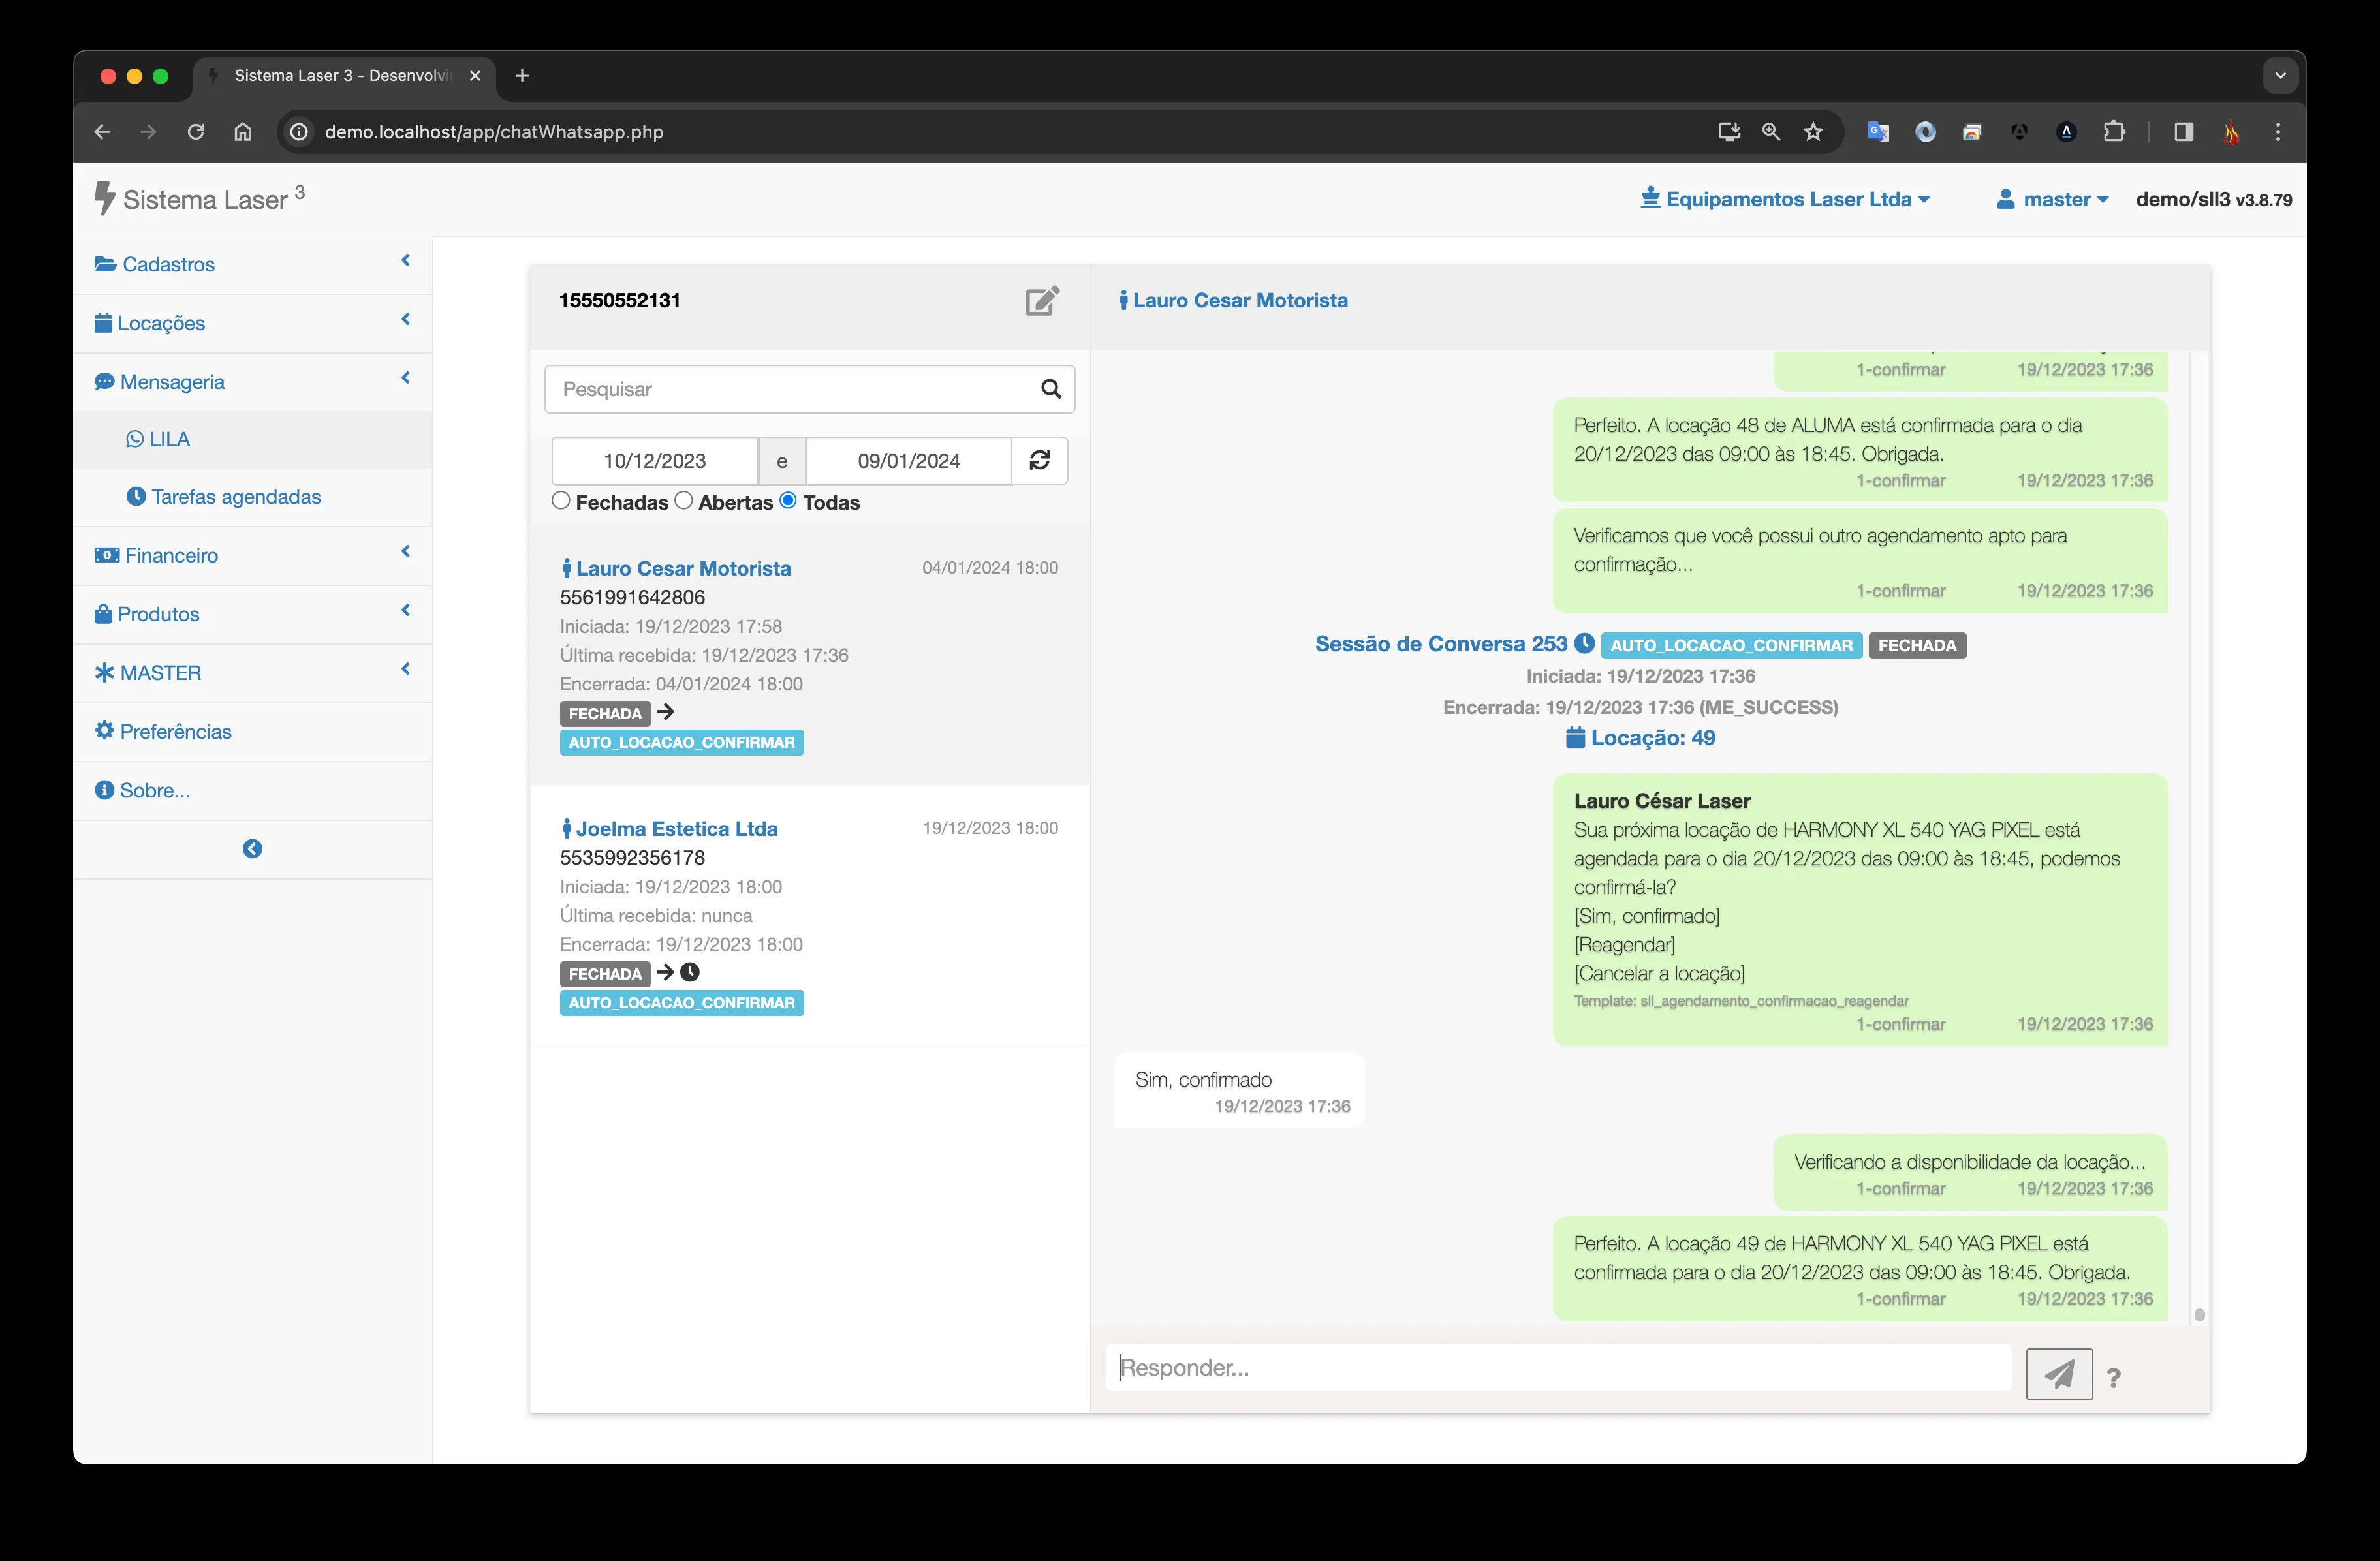 Sistema Laser 3 - Desenvolvi
demo.localhost/app/chatWhatsapp.php
Sistema Laser 3
Equipamentos Laser Ltda
master
demo/sll3 v3.8.79
Cadastros
Locações
Mensageria
LILA
Tarefas agendadas
Financeiro
Produtos
MASTER
Preferências
Sobre...
15550552131
Pesquisar
10/12/2023 e 09/01/2024
Fechadas Abertas Todas
Lauro Cesar Motorista 04/01/2024 18:00
5561991642806
Iniciada: 19/12/2023 17:58
Última recebida: 19/12/2023 17:36
Encerrada: 04/01/2024 18:00
FECHADA
AUTO_LOCACAO_CONFIRMAR
Joelma Estetica Ltda 19/12/2023 18:00
5535992356178
Iniciada: 19/12/2023 18:00
Última recebida: nunca
Encerrada: 19/12/2023 18:00
FECHADA
AUTO_LOCACAO_CONFIRMAR
Lauro Cesar Motorista
1-confirmar 19/12/2023 17:36
Perfeito. A locação 48 de ALUMA está confirmada para o dia
20/12/2023 das 09:00 às 18:45. Obrigada.
1-confirmar 19/12/2023 17:36
Verificamos que você possui outro agendamento apto para
confirmação...
1-confirmar 19/12/2023 17:36
Sessão de Conversa 253 AUTO_LOCACAO_CONFIRMAR FECHADA
Iniciada: 19/12/2023 17:36
Encerrada: 19/12/2023 17:36 (ME_SUCCESS)
Locação: 49
Lauro César Laser
Sua próxima locação de HARMONY XL 540 YAG PIXEL está
agendada para o dia 20/12/2023 das 09:00 às 18:45, podemos
confirmá-la?
[Sim, confirmado]
[Reagendar]
[Cancelar a locação]
Template: sll_agendamento_confirmacao_reagendar
1-confirmar 19/12/2023 17:36
Sim, confirmado
19/12/2023 17:36
Verificando a disponibilidade da locação...
1-confirmar 19/12/2023 17:36
Perfeito. A locação 49 de HARMONY XL 540 YAG PIXEL está
confirmada para o dia 20/12/2023 das 09:00 às 18:45. Obrigada.
1-confirmar 19/12/2023 17:36
Responder...
?